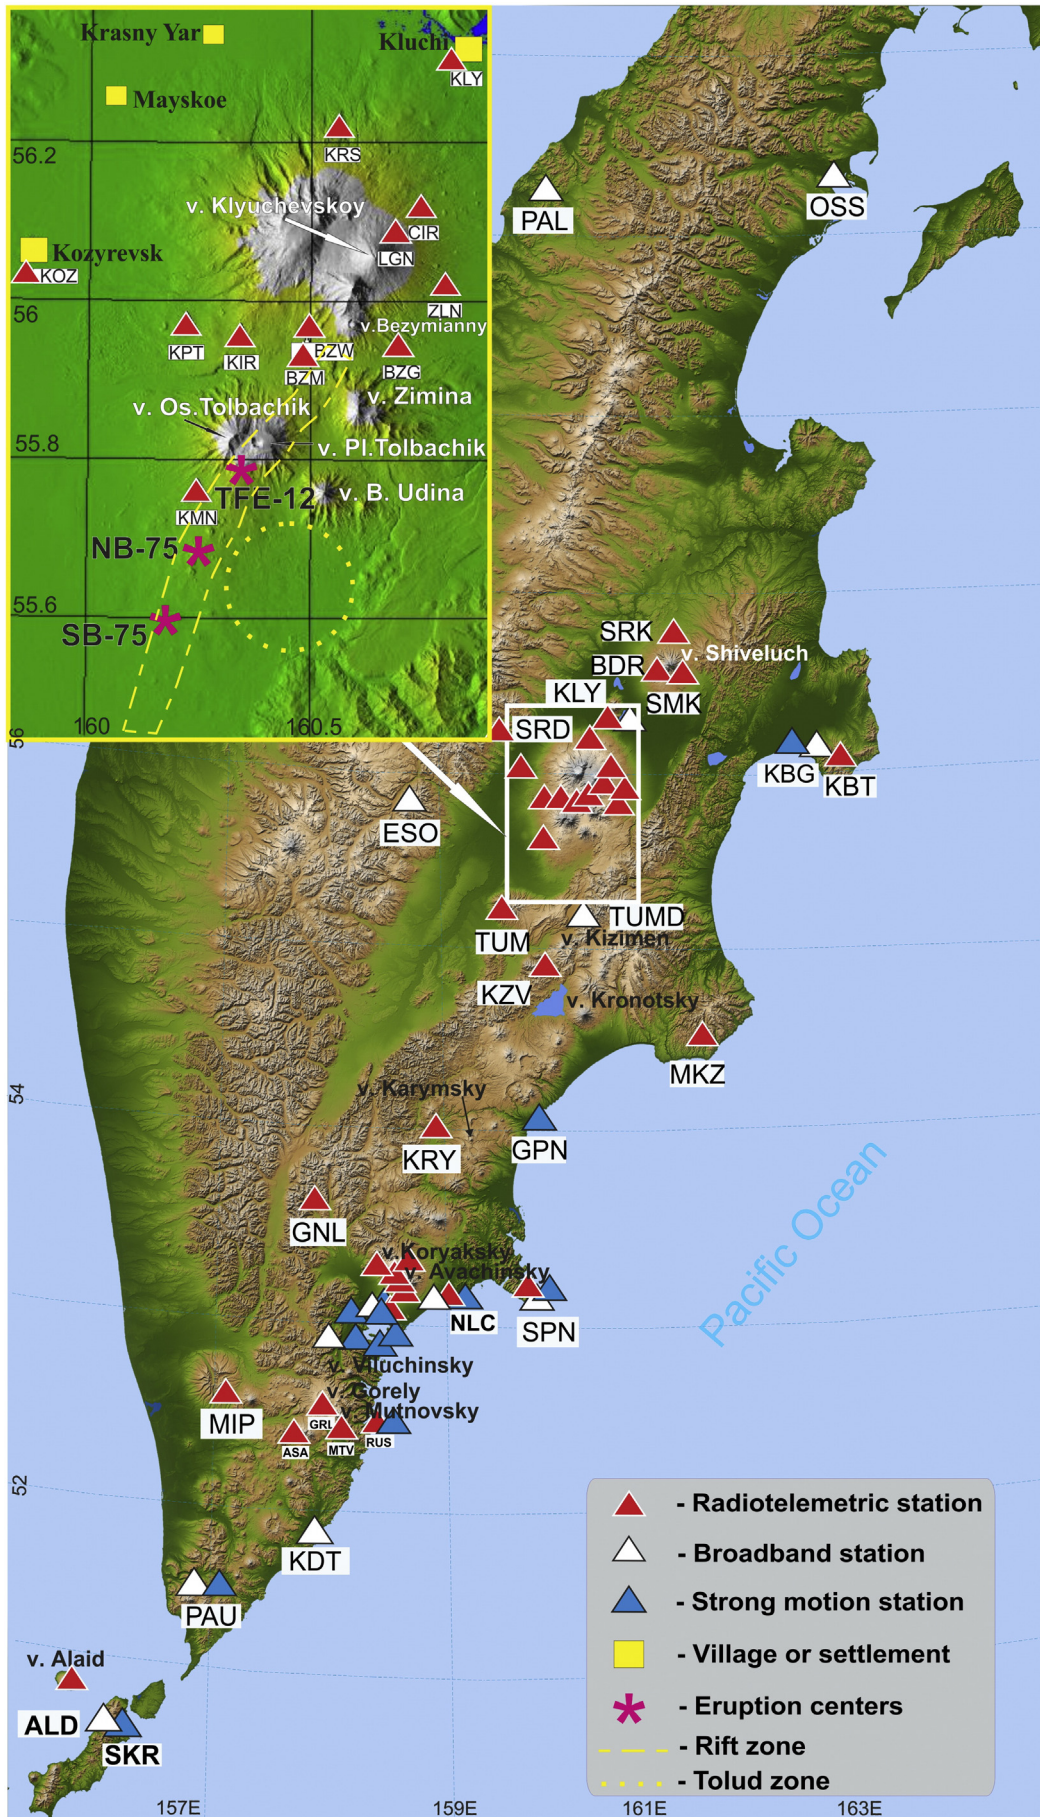 Krasny Yar
Kluchi
KLY
Mayskoe
KRS
56.2
v. Klyuchevskoy
CIR
LGN
Kozyrevsk
KOZ
56
ZLN
v.Bezymianny
KPT
KIR
BZW
BZM
BZG
v. Zimina
v. Os.Tolbachik
v. Pl.Tolbachik
55.8
TFE-12
v. B. Udina
KMN
NB-75
55.6
SB-75
160
160.5
PAL
OSS
SRK
v. Shiveluch
BDR
SMK
KLY
SRD
KBG
KBT
ESO
TUM
TUMD
v. Kizimen
KZV
v. Kronotsky
MKZ
54
v. Karymsky
KRY
GPN
GNL
Pacific Ocean
v.Koryaksky
v. Avachinsky
NLC
SPN
v. Viluchinsky
v. Gorely
v. Mutnovsky
MIP
GRL
ASA
MTV
RUS
52
KDT
PAU
v. Alaid
ALD
SKR
- Radiotelemetric station
- Broadband station
- Strong motion station
- Village or settlement
- Eruption centers
- Rift zone
- Tolud zone
157E
159E
161E
163E